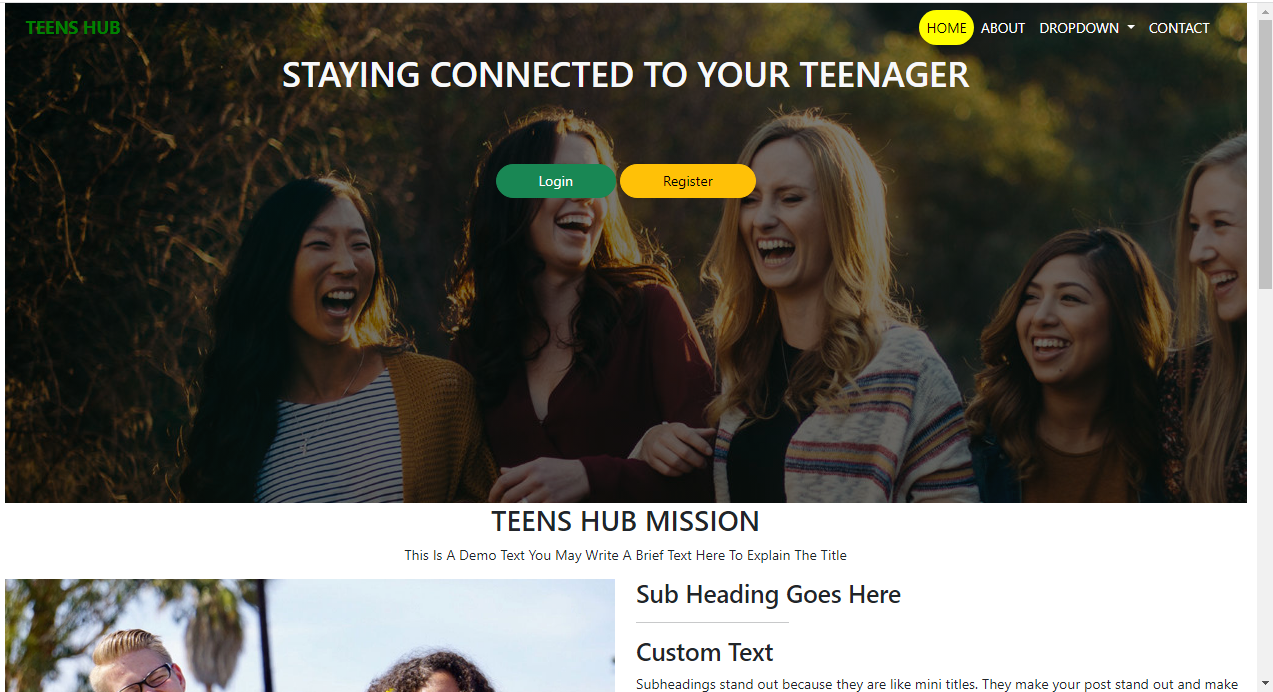 TEENS HUB
HOME ABOUT DROPDOWN CONTACT
STAYING CONNECTED TO YOUR TEENAGER
Login Register
TEENS HUB MISSION
This Is A Demo Text You May Write A Brief Text Here To Explain The Title
Sub Heading Goes Here
Custom Text
Subheadings stand out because they are like mini titles. They make your post stand out and make